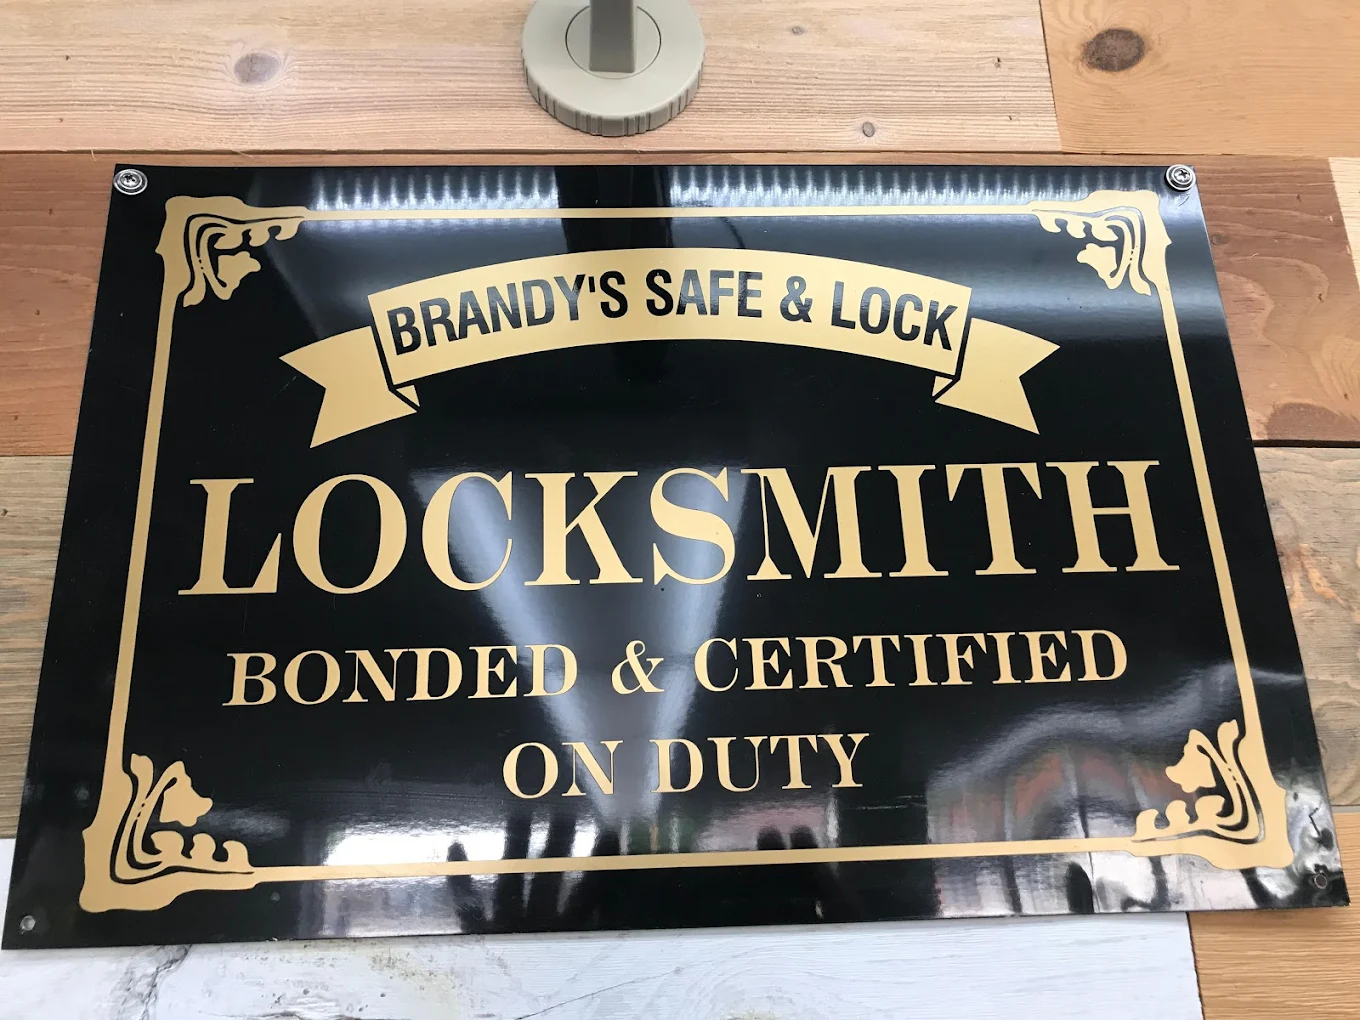 BRANDY'S SAFE & LOCK
LOCKSMITH
BONDED & CERTIFIED
ON DUTY